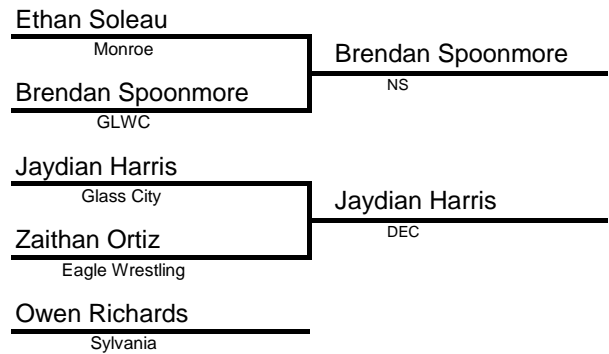 Ethan Soleau
Monroe
Brendan Spoonmore
GLWC
Brendan Spoonmore
NS
Jaydian Harris
Glass City
Zaithan Ortiz
Eagle Wrestling
Jaydian Harris
DEC
Owen Richards
Sylvania